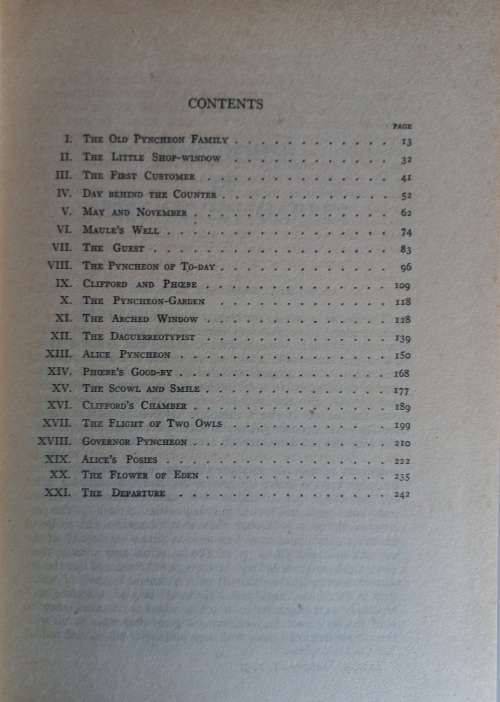 CONTENTS
PAGE
I. The Old Pyncheon Family . . . . . . . . . . . . 13
II. The Little Shop-window . . . . . . . . . . . . 32
III. The First Customer . . . . . . . . . . . . . . 41
IV. Day behind the Counter . . . . . . . . . . . . . 52
V. May and November . . . . . . . . . . . . . . . 62
VI. Maule's Well . . . . . . . . . . . . . . . . . 74
VII. The Guest . . . . . . . . . . . . . . . . . . 83
VIII. The Pyncheon of To-day . . . . . . . . . . . . . 96
IX. Clifford and Phœbe . . . . . . . . . . . . . . 109
X. The Pyncheon-Garden . . . . . . . . . . . . . . 118
XI. The Arched Window . . . . . . . . . . . . . . 128
XII. The Daguerreotypist . . . . . . . . . . . . . . 139
XIII. Alice Pyncheon . . . . . . . . . . . . . . . . 150
XIV. Phœbe's Good-by . . . . . . . . . . . . . . . . 168
XV. The Scowl and Smile . . . . . . . . . . . . . . 177
XVI. Clifford's Chamber . . . . . . . . . . . . . . . 189
XVII. The Flight of Two Owls . . . . . . . . . . . . 199
XVIII. Governor Pyncheon . . . . . . . . . . . . . . . 210
XIX. Alice's Posies . . . . . . . . . . . . . . . . . 222
XX. The Flower of Eden . . . . . . . . . . . . . . 235
XXI. The Departure . . . . . . . . . . . . . . . . 242